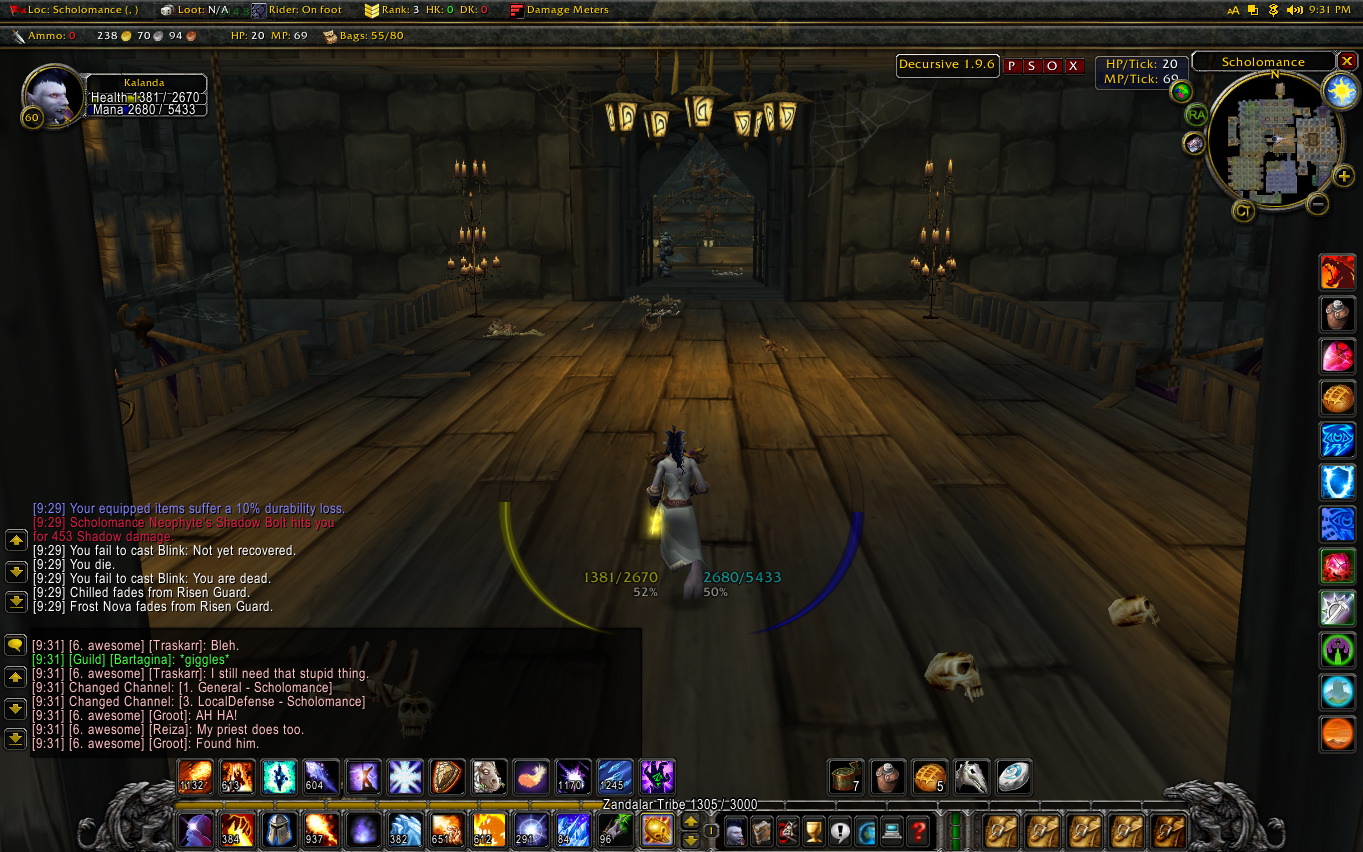 Loc: Scholomance (, ) Loot: N/A Rider: On foot Rank: 3 HK: 0 DK: 0 Damage Meters AA 9:31 PM
Ammo: 0 238 70 94 HP: 20 MP: 69 Bags: 55/80
Kalanda
Health 1381 / 2670
Mana 2680 / 5433
60
Decursive 1.9.6 P S O X
HP/Tick: 20
MP/Tick: 69
Scholomance
N
RA
CT
[9:29] Your equipped items suffer a 10% durability loss.
[9:29] Scholomance Neophyte's Shadow Bolt hits you
for 453 Shadow damage.
[9:29] You fail to cast Blink: Not yet recovered.
[9:29] You die.
[9:29] You fail to cast Blink: You are dead.
[9:29] Chilled fades from Risen Guard.
[9:29] Frost Nova fades from Risen Guard.
1381/2670 2680/5433
52% 50%
[9:31] [6. awesome] [Traskarr]: Bleh.
[9:31] [Guild] [Bartagina]: *giggles*
[9:31] [6. awesome] [Traskarr]: I still need that stupid thing.
[9:31] Changed Channel: [1. General - Scholomance]
[9:31] Changed Channel: [3. LocalDefense - Scholomance]
[9:31] [6. awesome] [Groot]: AH HA!
[9:31] [6. awesome] [Reiza]: My priest does too.
[9:31] [6. awesome] [Groot]: Found him.
1132 613 604 1170 1245 7 5
Zandalar Tribe 1305 / 3000
384 937 382 651 612 291 84 96 1